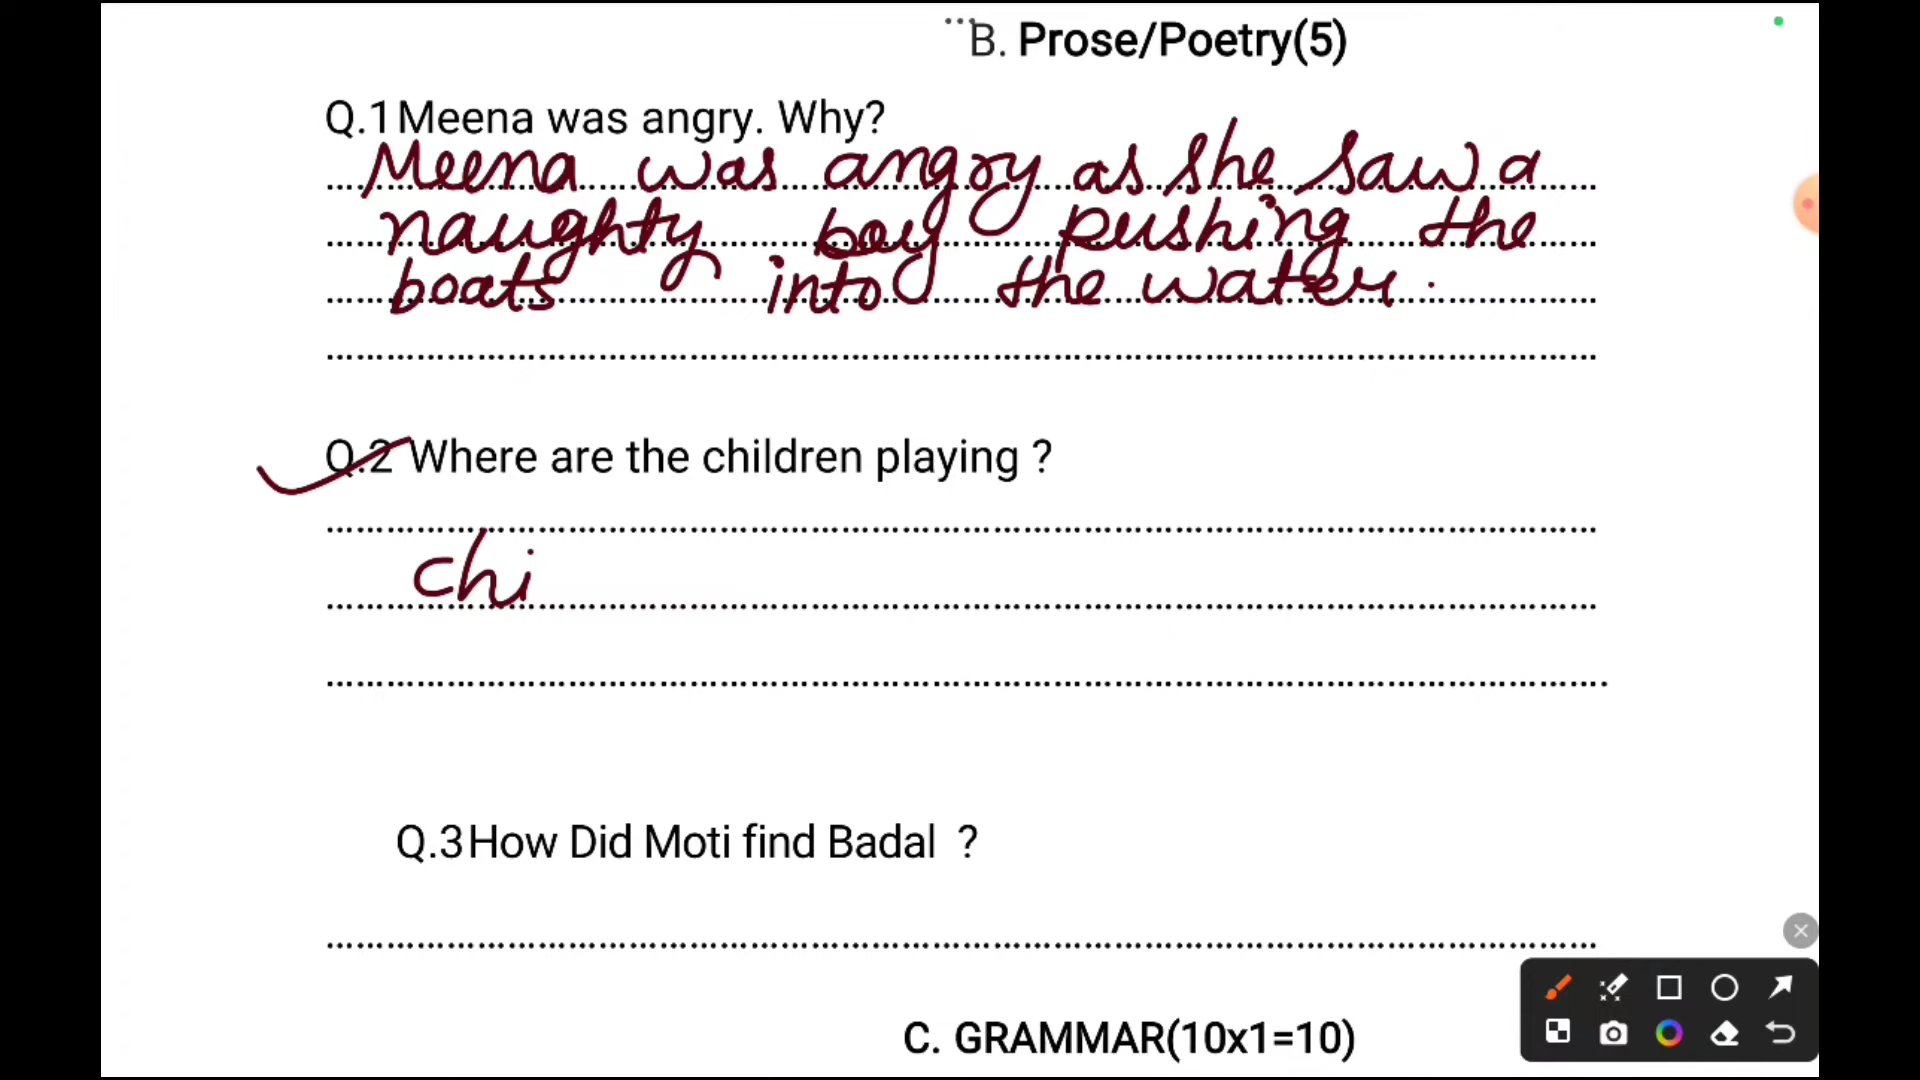 B. Prose/Poetry(5)
Q.1 Meena was angry. Why?
Meena was angry as she saw a
naughty boy pushing the
boats into the water.
Q.2 Where are the children playing ?
chi
Q.3 How Did Moti find Badal ?
C. GRAMMAR(10x1=10)